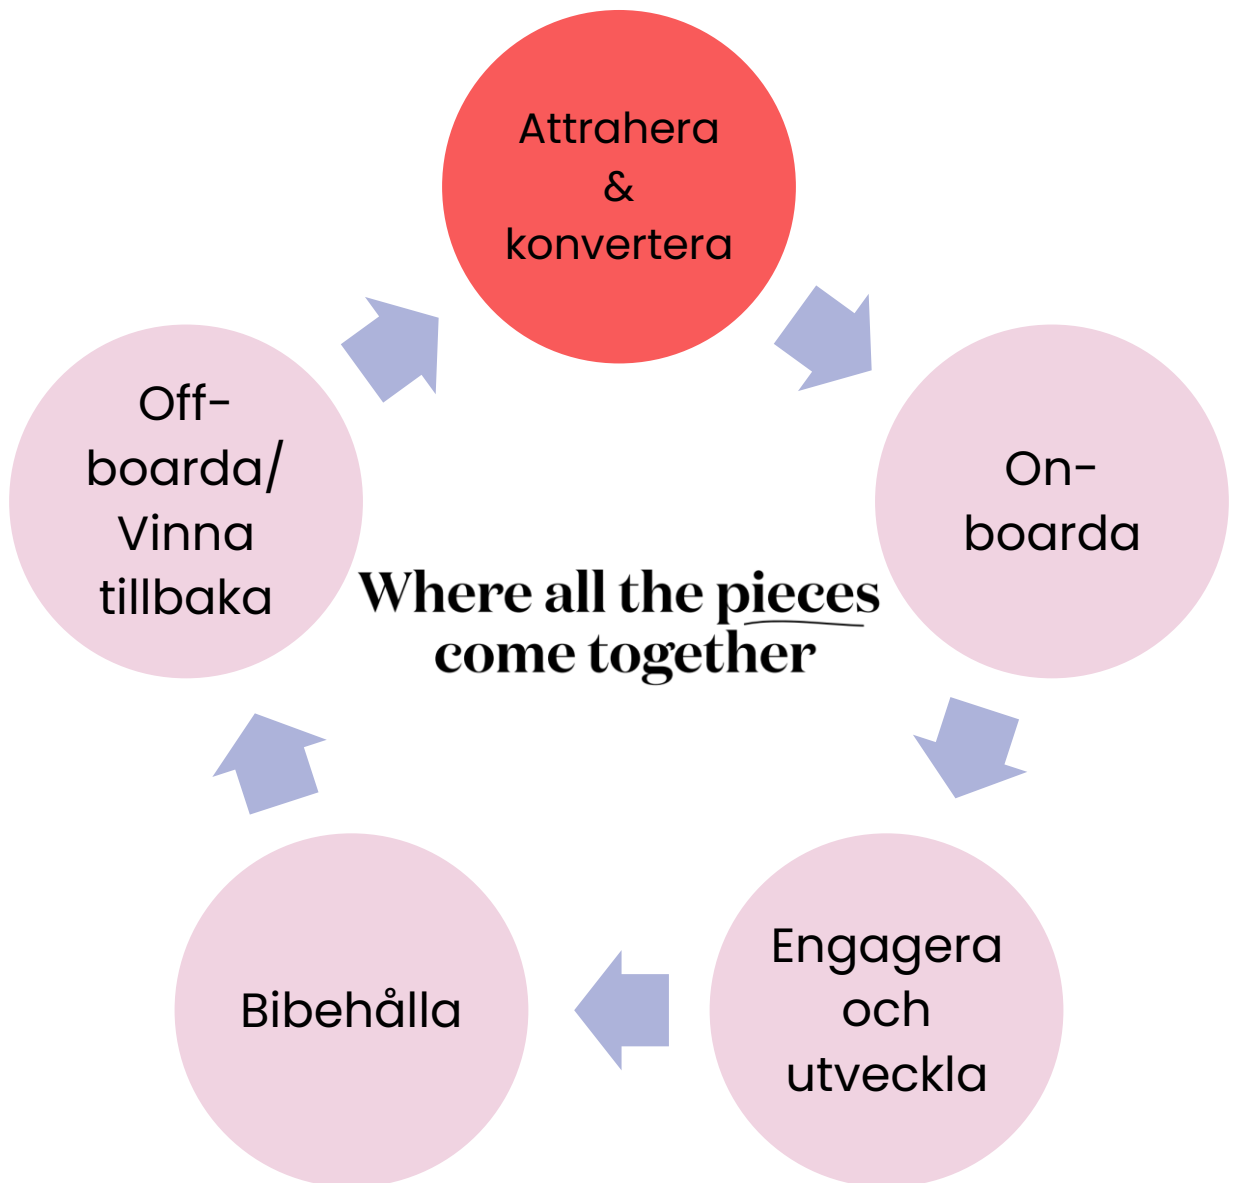 Attrahera
&
konvertera
On-
boarda
Engagera
och
utveckla
Bibehålla
Off-
boarda/
Vinna
tillbaka
Where all the pieces
come together